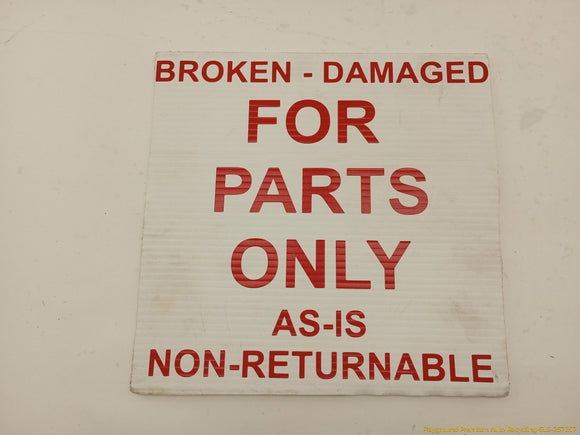 BROKEN - DAMAGED
FOR
PARTS
ONLY
AS-IS
NON-RETURNABLE